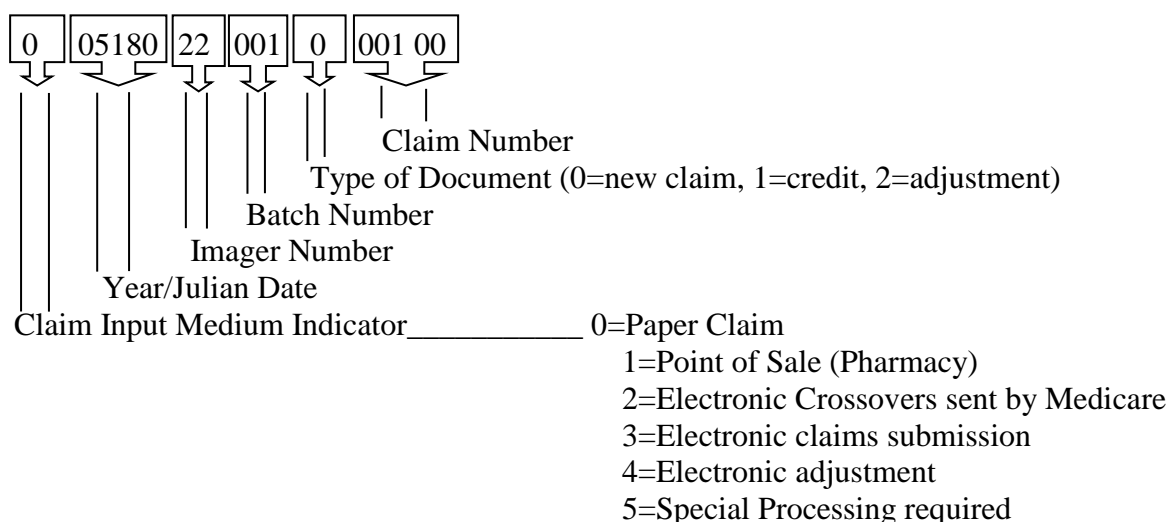 0 05180 22 001 0 001 00
Claim Number
Type of Document (0=new claim, 1=credit, 2=adjustment)
Batch Number
Imager Number
Year/Julian Date
Claim Input Medium Indicator___________ 0=Paper Claim
1=Point of Sale (Pharmacy)
2=Electronic Crossovers sent by Medicare
3=Electronic claims submission
4=Electronic adjustment
5=Special Processing required